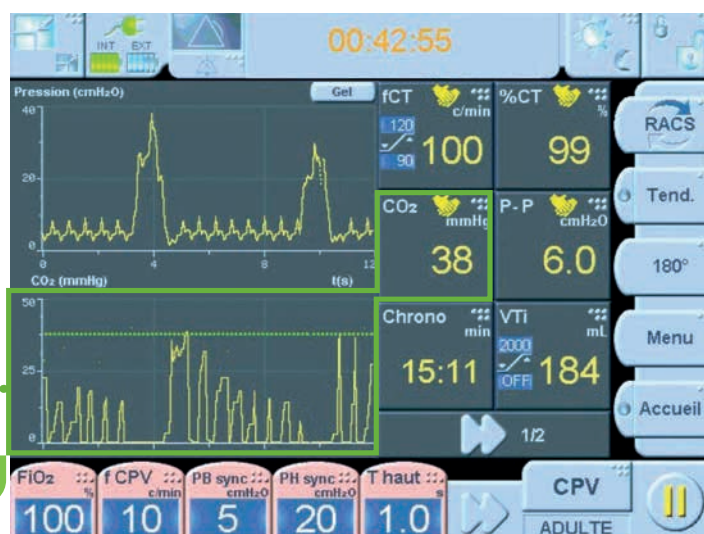 INT EXT
00:42:55
Pression (cmH2O)
Gel
40
20
0
0 4 8 12
t(s)
CO2 (mmHg)
50
25
0
fCT
c/min
120
90
100
%CT
%
99
CO2
mmHg
38
P-P
cmH2O
6.0
Chrono
min
15:11
VTi
mL
2000
OFF
184
1/2
RACS
Tend.
180°
Menu
Accueil
FiO2
%
100
f CPV
c/min
10
PB sync
cmH2O
5
PH sync
cmH2O
20
T haut
s
1.0
CPV
ADULTE